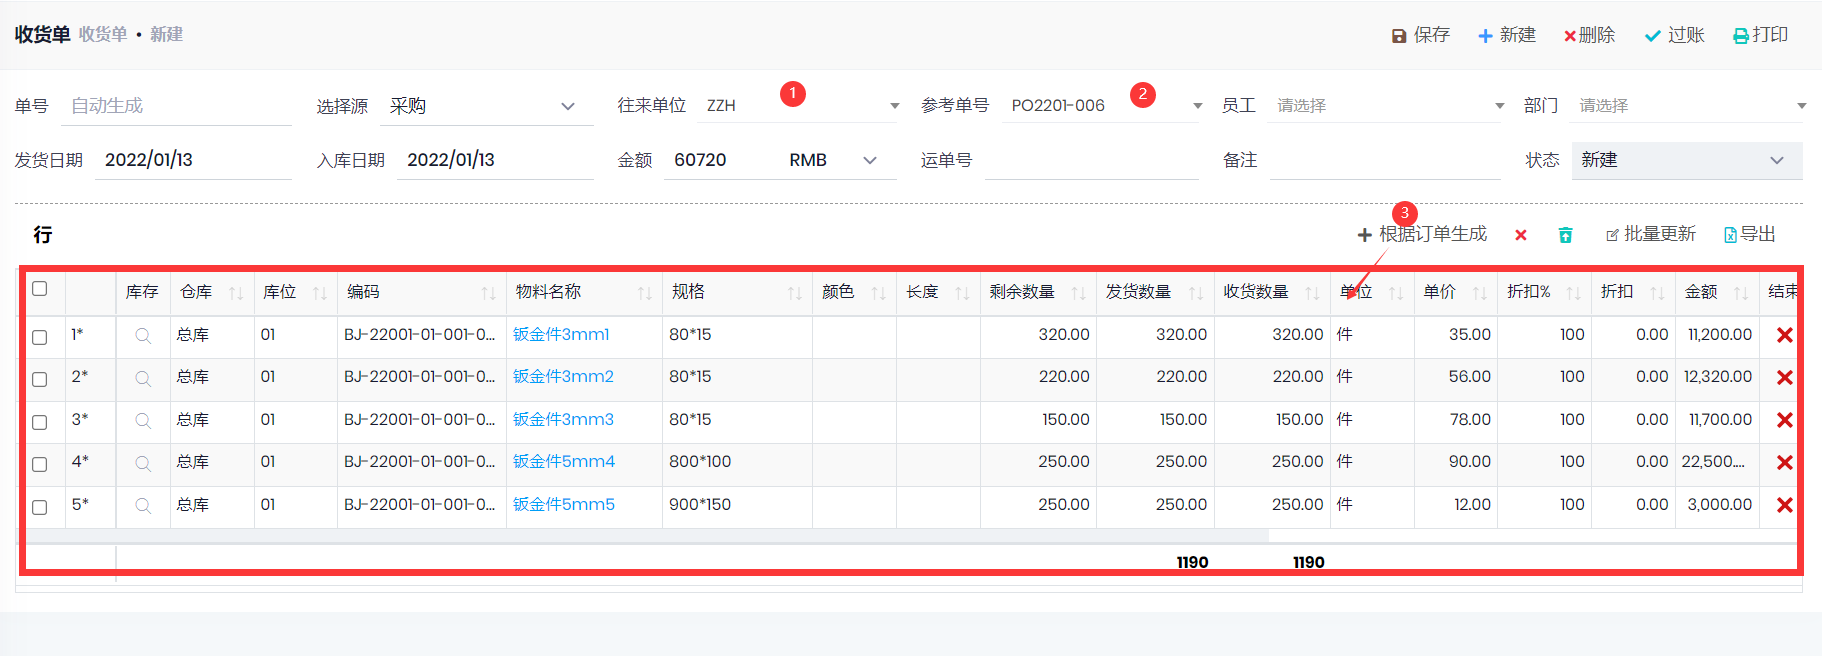 收货单 收货单 • 新建 保存 新建 删除 过账 打印
单号 自动生成 选择源 采购 往来单位 ZZH 1 参考单号 PO2201-006 2 员工 请选择 部门 请选择
发货日期 2022/01/13 入库日期 2022/01/13 金额 60720 RMB 运单号 备注 状态 新建
行 3 根据订单生成 批量更新 导出
库存 仓库 库位 编码 物料名称 规格 颜色 长度 剩余数量 发货数量 收货数量 单位 单价 折扣% 折扣 金额 结束
1* 总库 01 BJ-22001-01-001-0... 钣金件3mm1 80*15 320.00 320.00 320.00 件 35.00 100 0.00 11,200.00
2* 总库 01 BJ-22001-01-001-0... 钣金件3mm2 80*15 220.00 220.00 220.00 件 56.00 100 0.00 12,320.00
3* 总库 01 BJ-22001-01-001-0... 钣金件3mm3 80*15 150.00 150.00 150.00 件 78.00 100 0.00 11,700.00
4* 总库 01 BJ-22001-01-001-0... 钣金件5mm4 800*100 250.00 250.00 250.00 件 90.00 100 0.00 22,500....
5* 总库 01 BJ-22001-01-001-0... 钣金件5mm5 900*150 250.00 250.00 250.00 件 12.00 100 0.00 3,000.00
1190 1190